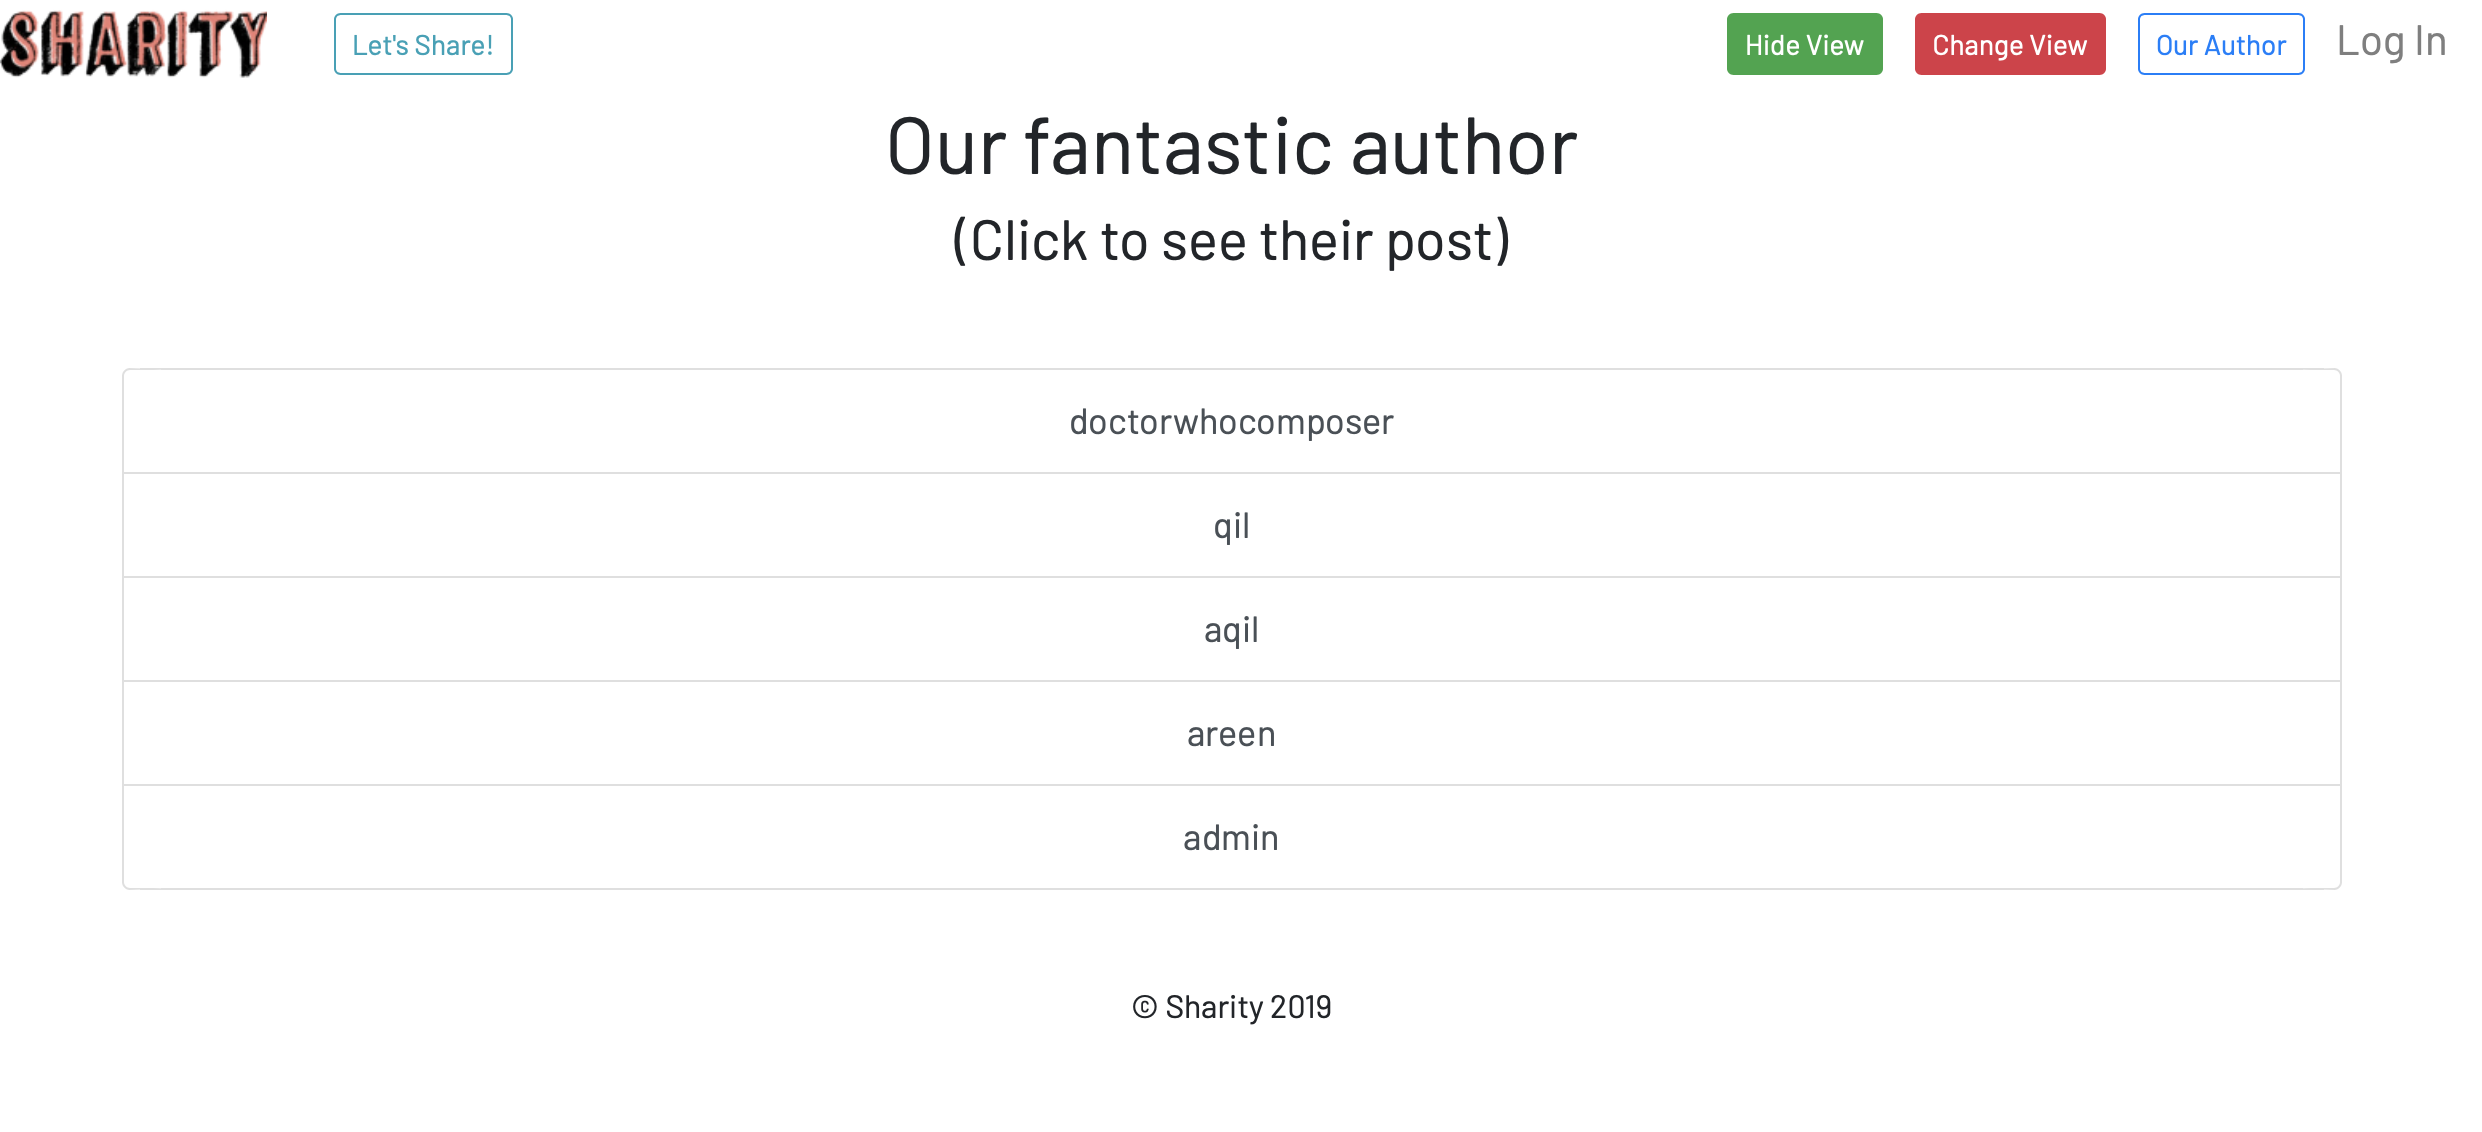 SHARITY
Let's Share!
Hide View
Change View
Our Author
Log In
Our fantastic author
(Click to see their post)
doctorwhocomposer
qil
aqil
areen
admin
© Sharity 2019